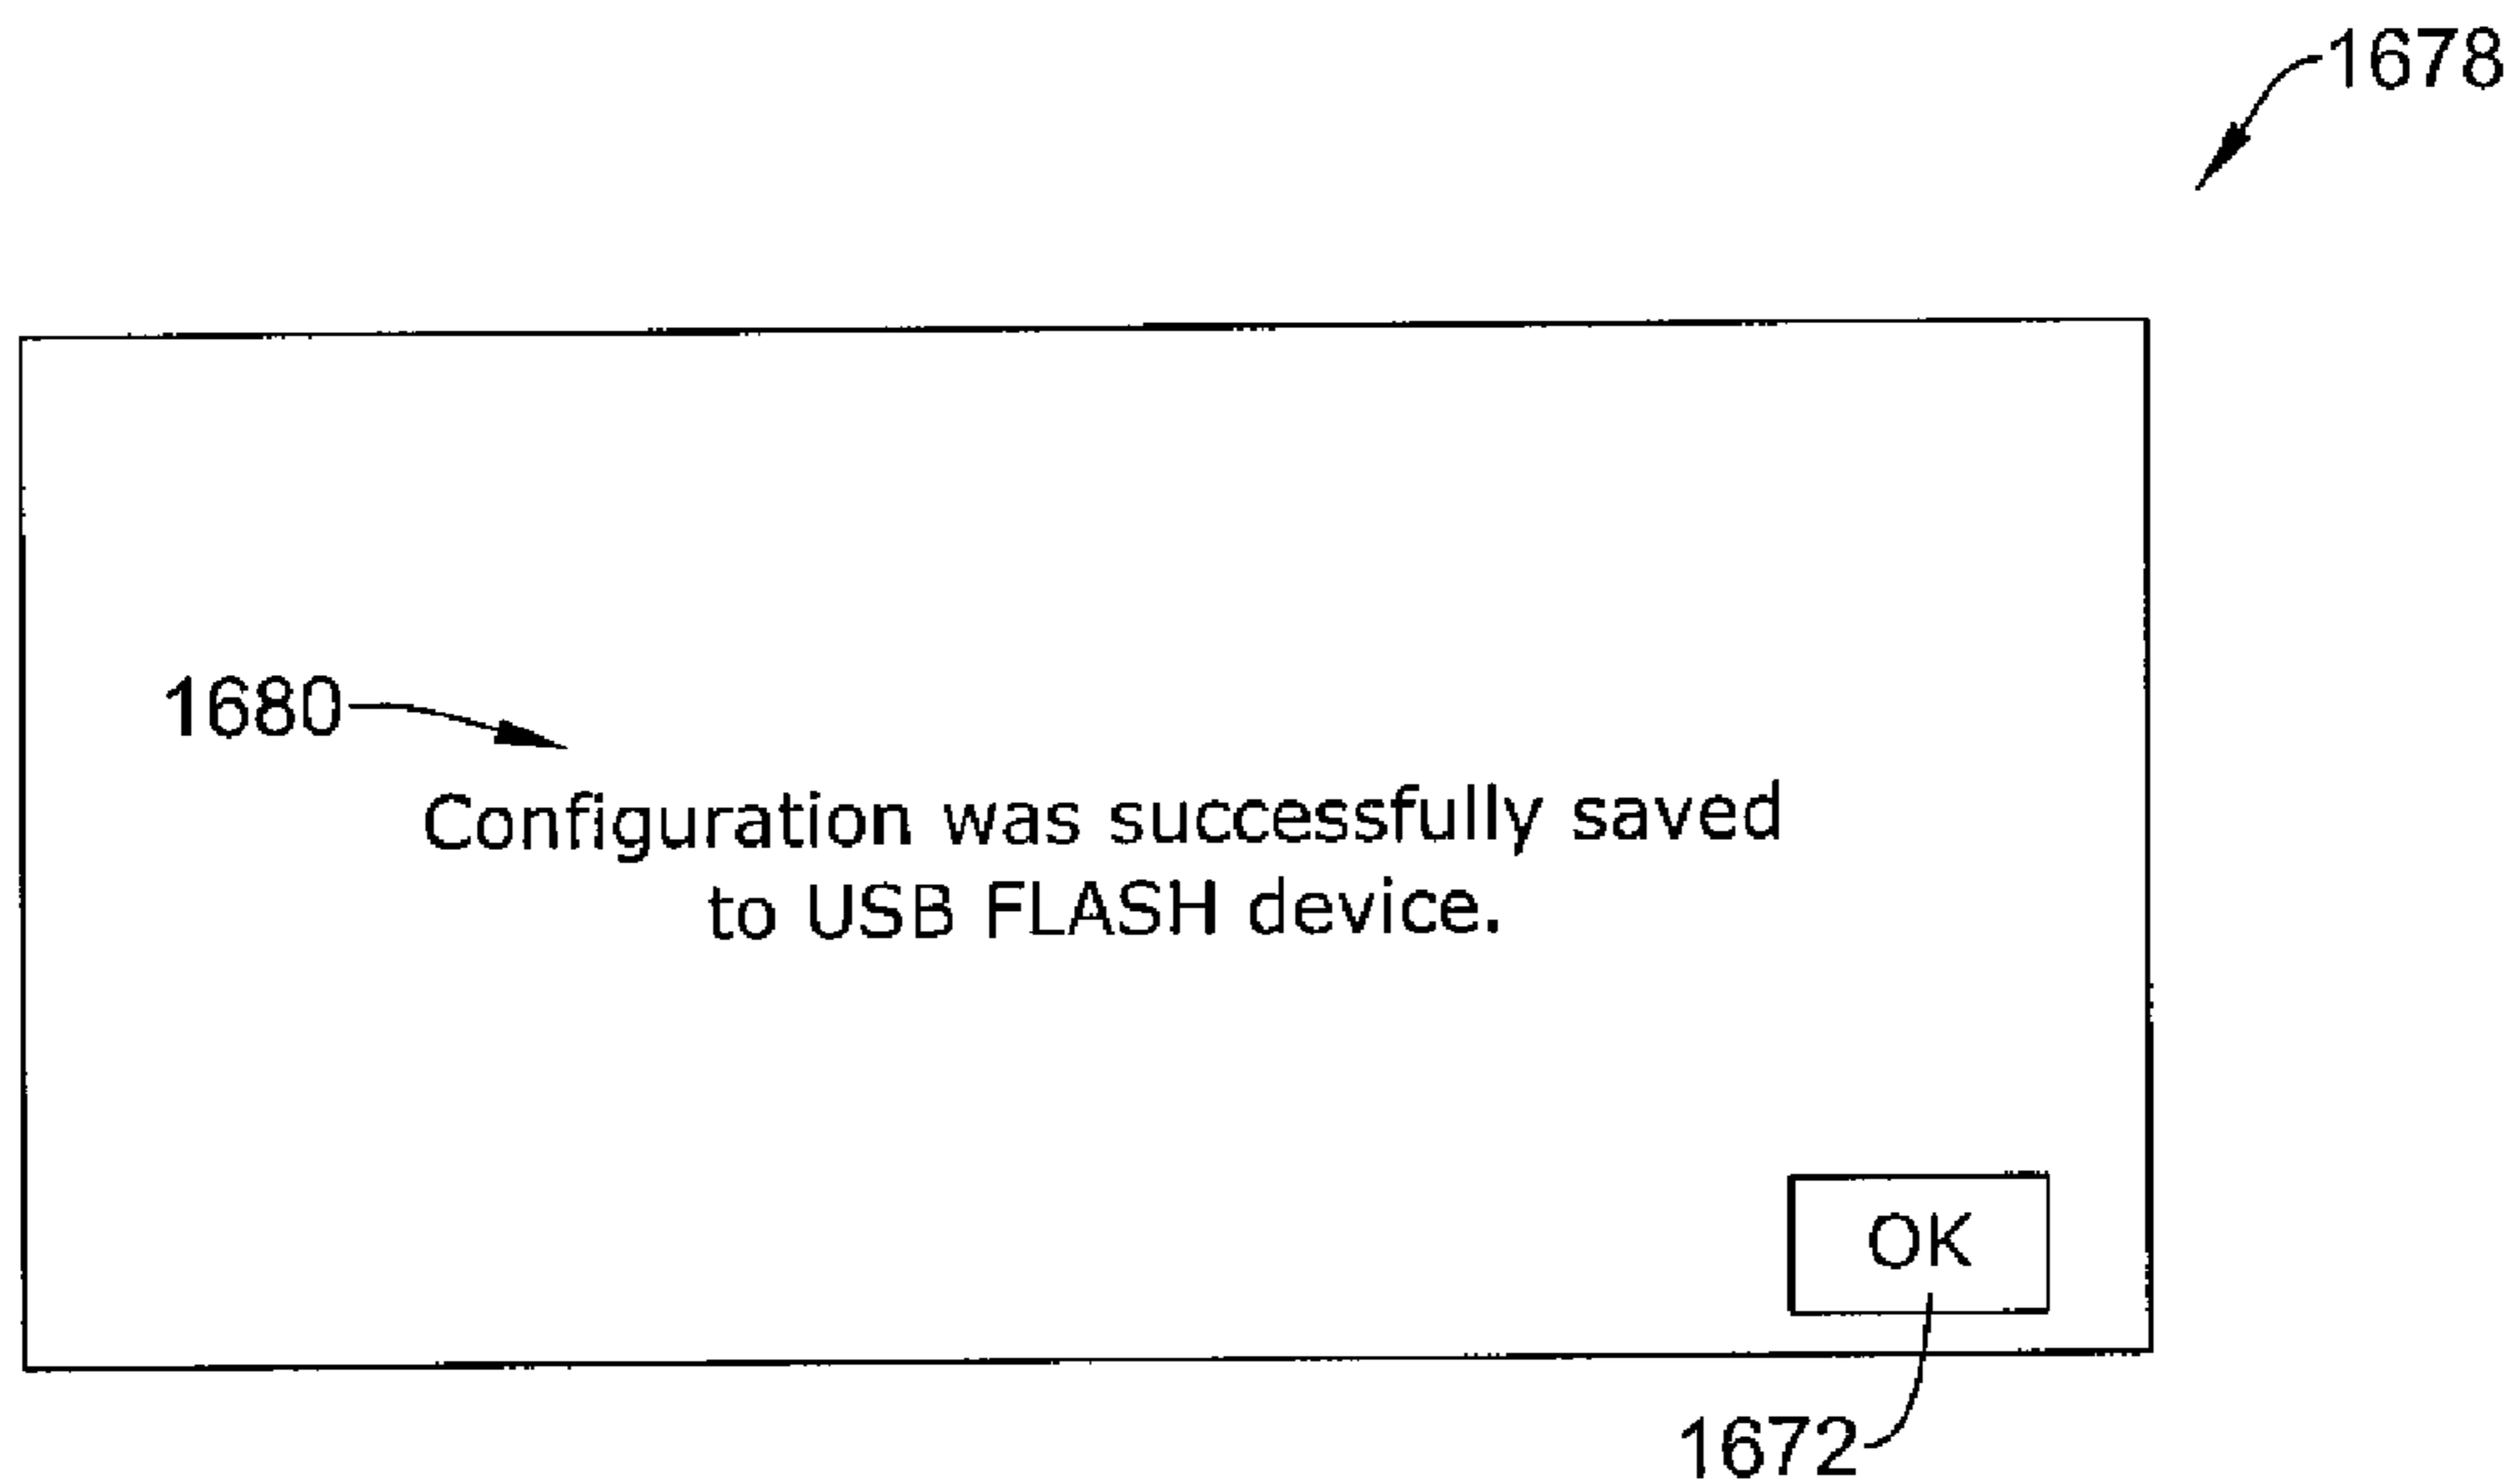 1678
1680
Configuration was successfully saved
to USB FLASH device.
OK
1672